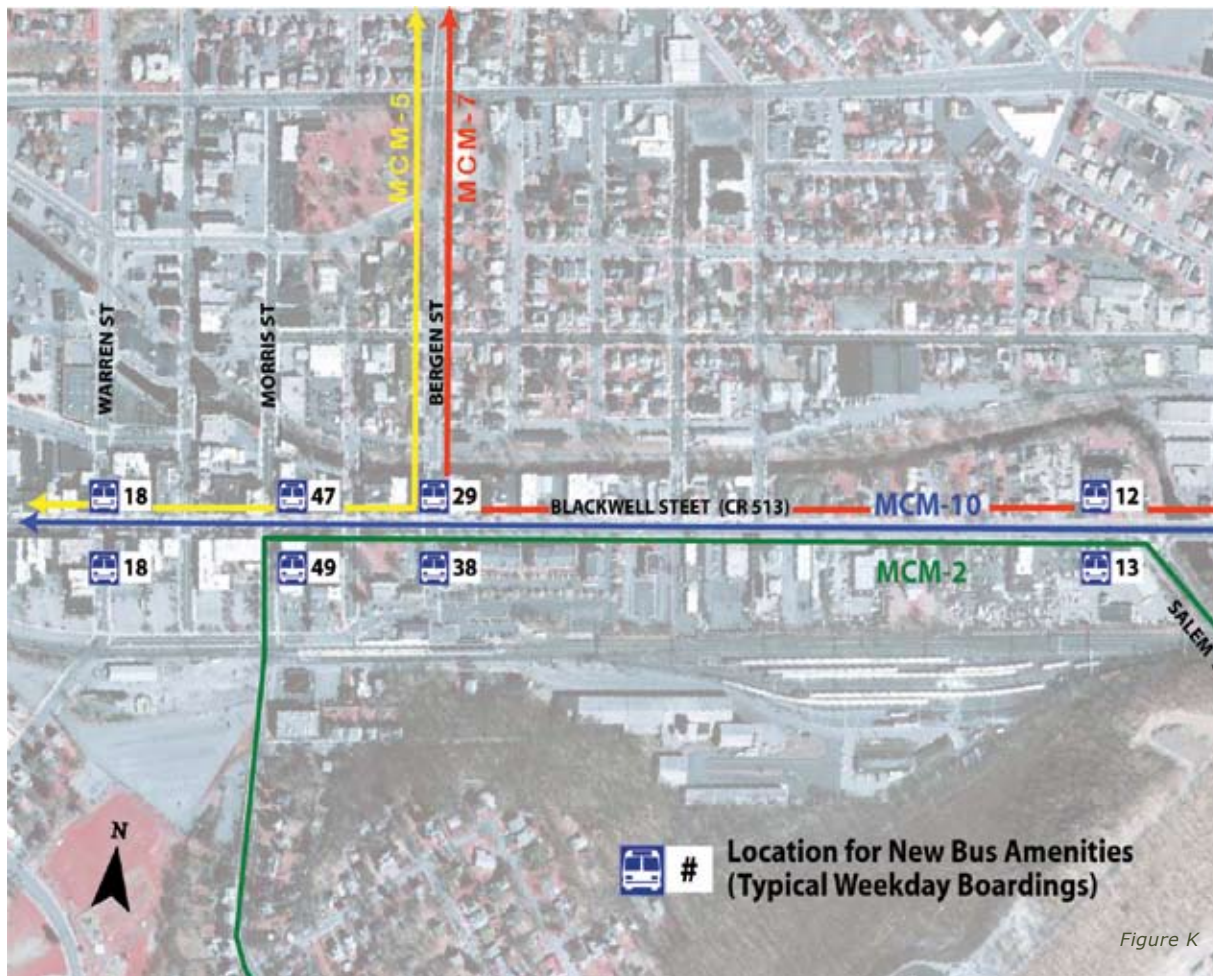 MCM-5
MCM-7
WARREN ST
MORRIS ST
BERGEN ST
18
47
29
BLACKWELL STEET (CR 513)
MCM-10
12
18
49
38
MCM-2
13
SALEM
N
# Location for New Bus Amenities
(Typical Weekday Boardings)
Figure K